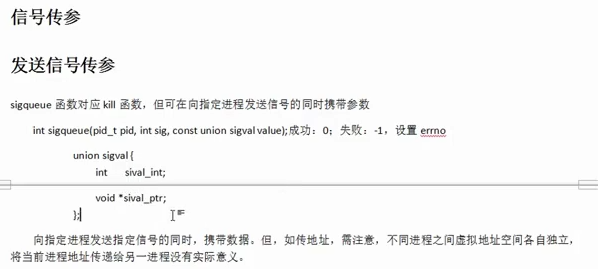 信号传参
发送信号传参
sigqueue 函数对应 kill 函数，但可在向指定进程发送信号的同时携带参数
int sigqueue(pid_t pid, int sig, const union sigval value);成功：0；失败：-1，设置 errno
union sigval {
int sival_int;
void *sival_ptr;
};
向指定进程发送指定信号的同时，携带数据。但，如传地址，需注意，不同进程之间虚拟地址空间各自独立，
将当前进程地址传递给另一进程没有实际意义。